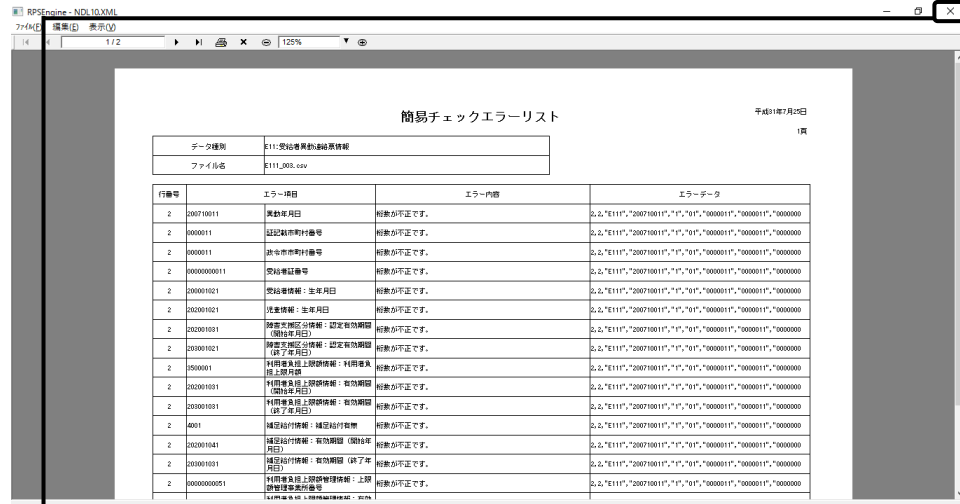 RPSEngine - NDL10.XML
ファイル(F) 編集(E) 表示(V)
1 / 2 125%
簡易チェックエラーリスト 平成31年7月25日
1頁
データ種別 E11:受給者異動連絡票情報
ファイル名 E111_003.csv
行番号 エラー項目 エラー内容 エラーデータ
2 200710011 異動年月日 桁数が不正です。 2,2,"E111","200710011","1","01","0000011","0000011","0000000
2 0000011 証記載市町村番号 桁数が不正です。 2,2,"E111","200710011","1","01","0000011","0000011","0000000
2 0000011 政令市市町村番号 桁数が不正です。 2,2,"E111","200710011","1","01","0000011","0000011","0000000
2 00000000011 受給者証番号 桁数が不正です。 2,2,"E111","200710011","1","01","0000011","0000011","0000000
2 200001021 受給者情報：生年月日 桁数が不正です。 2,2,"E111","200710011","1","01","0000011","0000011","0000000
2 202001021 児童情報：生年月日 桁数が不正です。 2,2,"E111","200710011","1","01","0000011","0000011","0000000
2 202001031 障害支援区分情報：認定有効期間 桁数が不正です。 2,2,"E111","200710011","1","01","0000011","0000011","0000000
（開始年月日）
2 203001021 障害支援区分情報：認定有効期間 桁数が不正です。 2,2,"E111","200710011","1","01","0000011","0000011","0000000
（終了年月日）
2 3500001 利用者負担上限額情報：利用者負 桁数が不正です。 2,2,"E111","200710011","1","01","0000011","0000011","0000000
担上限月額
2 202001031 利用者負担上限額情報：有効期間 桁数が不正です。 2,2,"E111","200710011","1","01","0000011","0000011","0000000
（開始年月日）
2 203001031 利用者負担上限額情報：有効期間 桁数が不正です。 2,2,"E111","200710011","1","01","0000011","0000011","0000000
（終了年月日）
2 4001 補足給付情報：補足給付有無 桁数が不正です。 2,2,"E111","200710011","1","01","0000011","0000011","0000000
2 202001041 補足給付情報：有効期間（開始年 桁数が不正です。 2,2,"E111","200710011","1","01","0000011","0000011","0000000
月日）
2 203001031 補足給付情報：有効期間（終了年 桁数が不正です。 2,2,"E111","200710011","1","01","0000011","0000011","0000000
月日）
2 00000000051 利用者負担上限額管理情報：上限 桁数が不正です。 2,2,"E111","200710011","1","01","0000011","0000011","0000000
額管理事業所番号
利用者負担上限額管理情報：有効